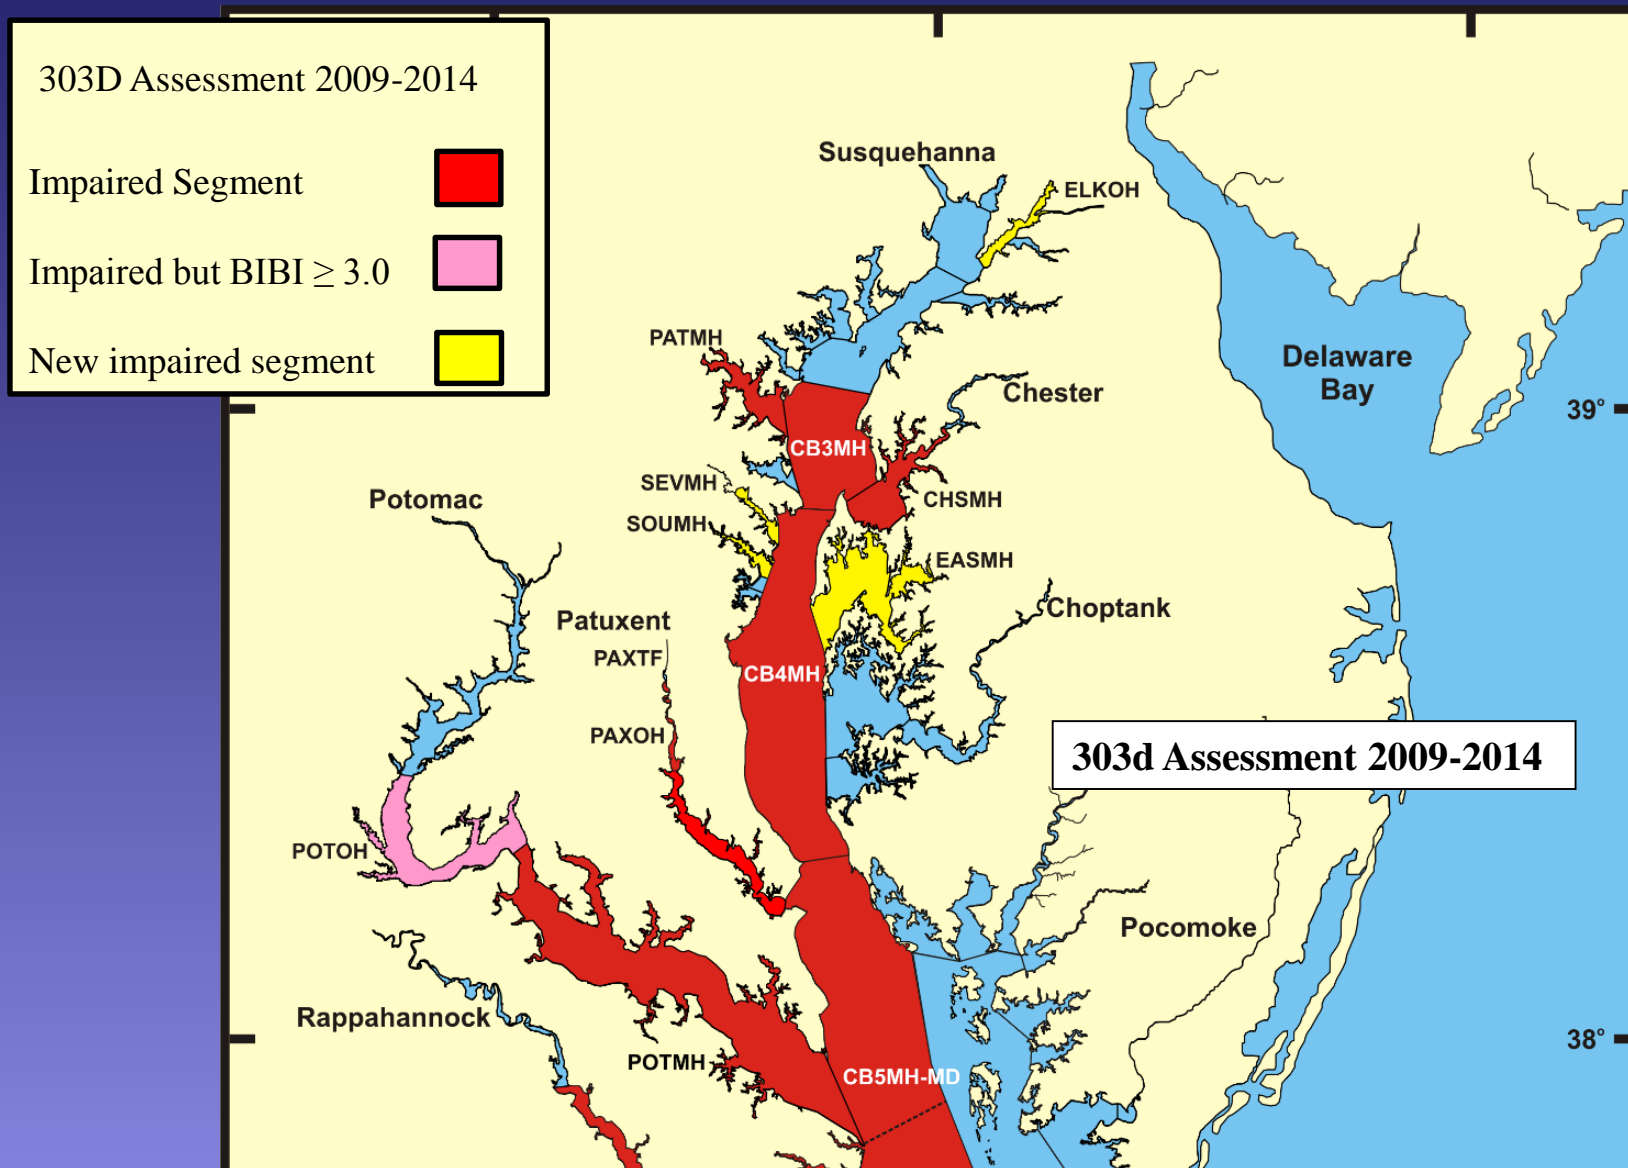 303D Assessment 2009-2014
Impaired Segment
Impaired but BIBI ≥ 3.0
New impaired segment
Susquehanna
ELKOH
PATMH
Delaware
Bay
Chester
39°
CB3MH
SEVMH
CHSMH
Potomac
SOUMH
EASMH
Choptank
Patuxent
PAXTF
CB4MH
PAXOH
303d Assessment 2009-2014
POTOH
Pocomoke
Rappahannock
38°
POTMH
CB5MH-MD